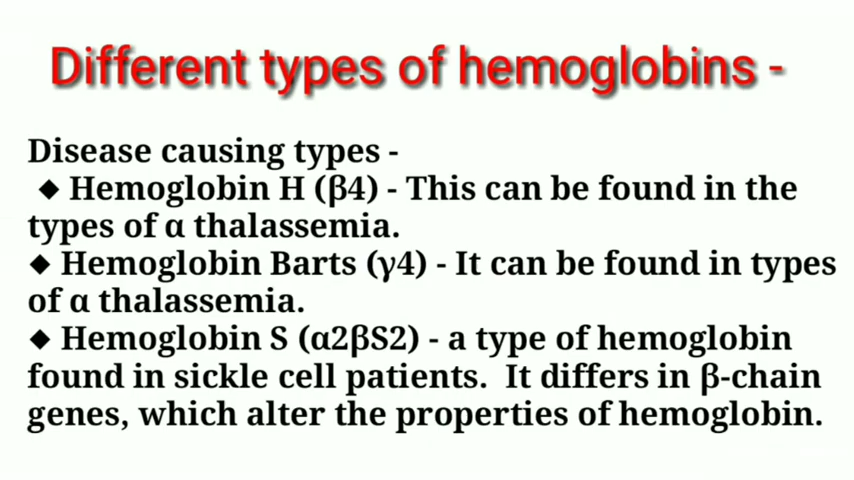 Different types of hemoglobins -
Disease causing types -
◆ Hemoglobin H (β4) - This can be found in the
types of α thalassemia.
◆ Hemoglobin Barts (γ4) - It can be found in types
of α thalassemia.
◆ Hemoglobin S (α2βS2) - a type of hemoglobin
found in sickle cell patients. It differs in β-chain
genes, which alter the properties of hemoglobin.